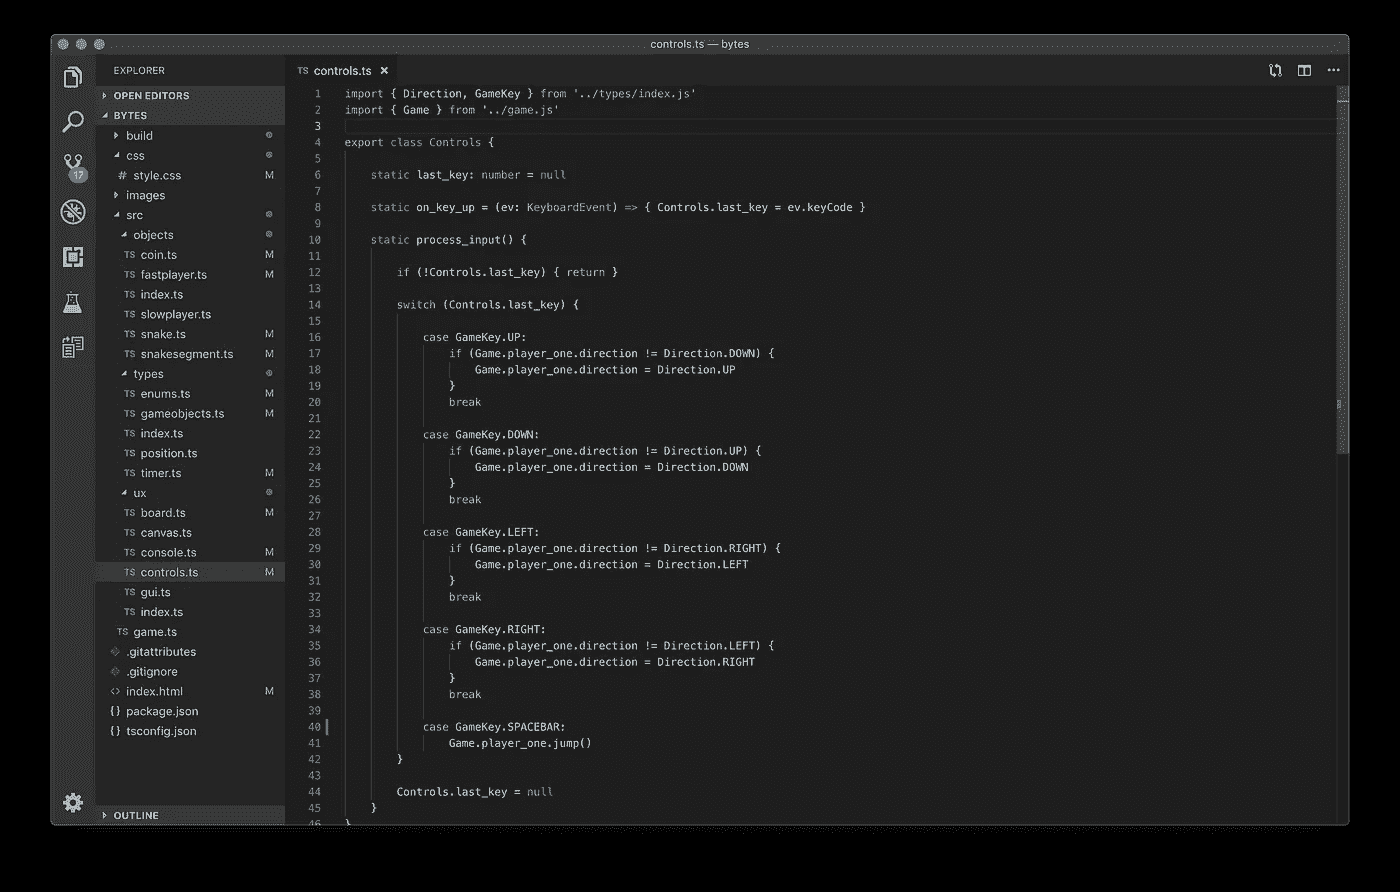 controls.ts — bytes
EXPLORER
OPEN EDITORS
BYTES
build
css
# style.css M
images
src
objects
TS coin.ts M
TS fastplayer.ts M
TS index.ts
TS slowplayer.ts
TS snake.ts M
TS snakesegment.ts M
types
TS enums.ts M
TS gameobjects.ts M
TS index.ts
TS position.ts
TS timer.ts M
ux
TS board.ts M
TS canvas.ts
TS console.ts M
TS controls.ts M
TS gui.ts
TS index.ts
TS game.ts
.gitattributes
.gitignore
<> index.html M
{} package.json
{} tsconfig.json
OUTLINE
17
TS controls.ts ×
1 import { Direction, GameKey } from '../types/index.js'
2 import { Game } from '../game.js'
3
4 export class Controls {
5
6 static last_key: number = null
7
8 static on_key_up = (ev: KeyboardEvent) => { Controls.last_key = ev.keyCode }
9
10 static process_input() {
11
12 if (!Controls.last_key) { return }
13
14 switch (Controls.last_key) {
15
16 case GameKey.UP:
17 if (Game.player_one.direction != Direction.DOWN) {
18 Game.player_one.direction = Direction.UP
19 }
20 break
21
22 case GameKey.DOWN:
23 if (Game.player_one.direction != Direction.UP) {
24 Game.player_one.direction = Direction.DOWN
25 }
26 break
27
28 case GameKey.LEFT:
29 if (Game.player_one.direction != Direction.RIGHT) {
30 Game.player_one.direction = Direction.LEFT
31 }
32 break
33
34 case GameKey.RIGHT:
35 if (Game.player_one.direction != Direction.LEFT) {
36 Game.player_one.direction = Direction.RIGHT
37 }
38 break
39
40 case GameKey.SPACEBAR:
41 Game.player_one.jump()
42 }
43
44 Controls.last_key = null
45 }
46 }